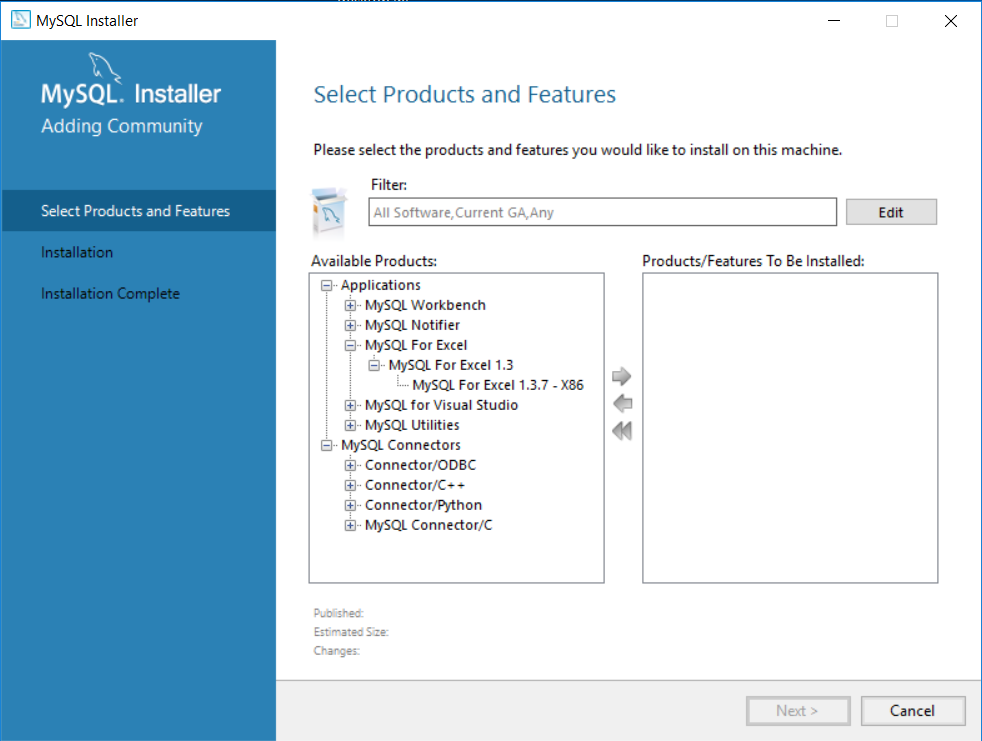 MySQL Installer
MySQL. Installer
Adding Community
Select Products and Features
Installation
Installation Complete
Select Products and Features
Please select the products and features you would like to install on this machine.
Filter:
All Software,Current GA,Any
Edit
Available Products:
Applications
MySQL Workbench
MySQL Notifier
MySQL For Excel
MySQL For Excel 1.3
MySQL For Excel 1.3.7 - X86
MySQL for Visual Studio
MySQL Utilities
MySQL Connectors
Connector/ODBC
Connector/C++
Connector/Python
MySQL Connector/C
Products/Features To Be Installed:
Published:
Estimated Size:
Changes:
Next >
Cancel